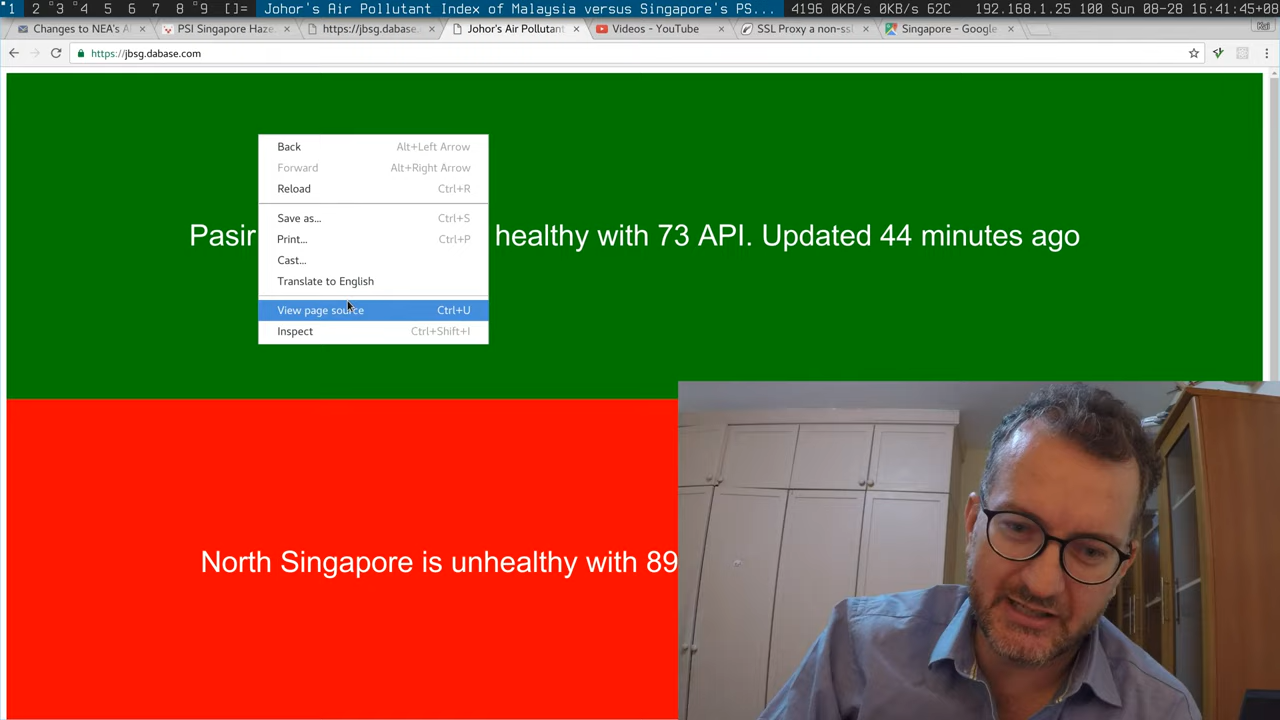 1 2 °3 °4 5 6 7 8 °9 []= Johor's Air Pollutant Index of Malaysia versus Singapore's PS... 4196 0KB/s 0KB/s 62C 192.168.1.25 100 Sun 08-28 16:41:45+08
Changes to NEA's A × PSI Singapore Haze × https://jbsg.dabase. × Johor's Air Pollutant × Videos - YouTube × SSL Proxy a non-ssl × Singapore - Google × Kai
https://jbsg.dabase.com
Back Alt+Left Arrow
Forward Alt+Right Arrow
Reload Ctrl+R
Save as... Ctrl+S
Pasir healthy with 73 API. Updated 44 minutes ago
Print... Ctrl+P
Cast...
Translate to English
View page source Ctrl+U
Inspect Ctrl+Shift+I
North Singapore is unhealthy with 89